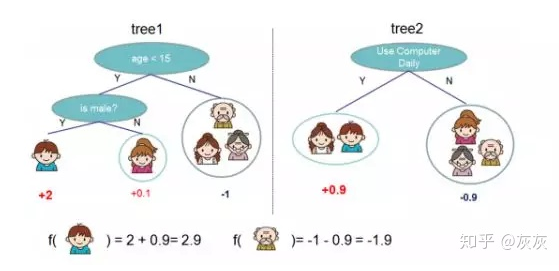 tree1
tree2
age < 15
Use Computer
Daily
Y
N
Y
N
is male?
Y
N
+2
+0.1
-1
+0.9
-0.9
f( ) = 2 + 0.9= 2.9
f( )= -1 - 0.9 = -1.9
知乎 @灰灰